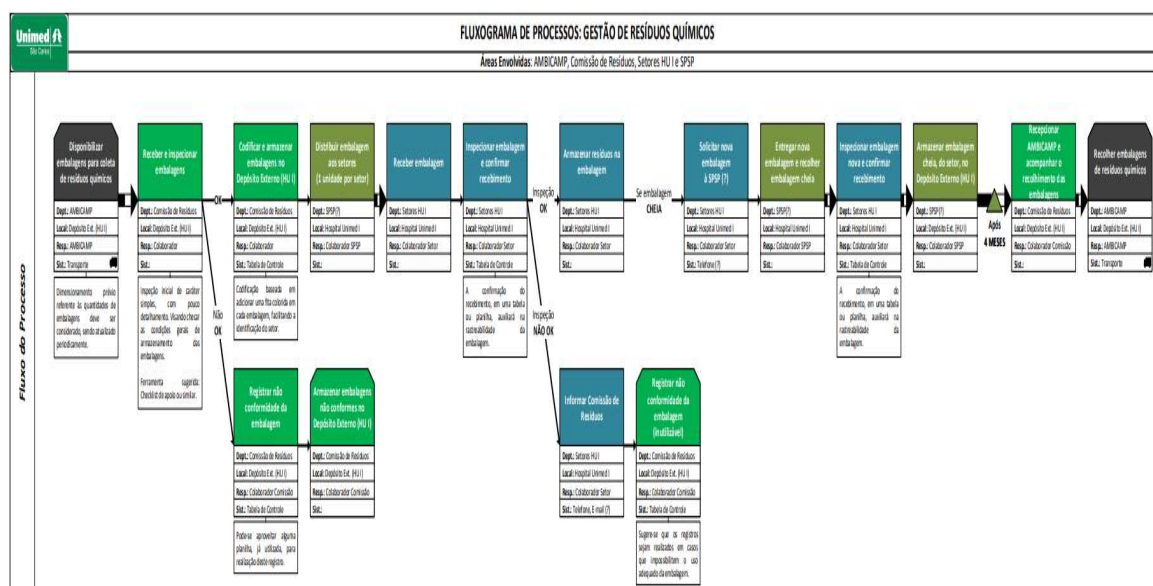 Unimed
São Carlos
FLUXOGRAMA DE PROCESSOS: GESTÃO DE RESÍDUOS QUÍMICOS
Áreas Envolvidas: AMBICAMP, Comissão de Resíduos, Setores HU I e SPSP
Fluxo do Processo
Disponibilizar
embalagens para coleta
de resíduos químicos
Dept.: AMBICAMP
Local: Depósito Ext. (HU I)
Resp.: AMBICAMP
Sist.: Transporte
Dimensionamento prévio
referente às quantidades de
embalagens deve ser
considerado, sendo atualizado
periodicamente.
Receber e inspecionar
embalagens
Dept.: Comissão de Resíduos
Local: Depósito Ext. (HU I)
Resp.: Colaborador
Sist.:
Inspeção inicial de caráter
simples, com pouco
detalhamento. Visando checar
as condições gerais de
armazenamento das
embalagens.
Ferramenta sugerida:
Checklist de apoio ou similar.
OK
Não
OK
Codificar e armazenar
embalagens no
Depósito Externo (HU I)
Dept.: Comissão de Resíduos
Local: Depósito Ext. (HU I)
Resp.: Colaborador
Sist.: Tabela de Controle
Codificação baseada em
adicionar uma fita colorida em
cada embalagem, facilitando a
identificação do setor.
Distribuir embalagem
aos setores
(1 unidade por setor)
Dept.: SPSP(?)
Local: Hospital Unimed I
Resp.: Colaborador SPSP
Sist.:
Receber embalagem
Dept.: Setores HU I
Local: Hospital Unimed I
Resp.: Colaborador Setor
Sist.:
Inspecionar embalagem
e confirmar
recebimento
Dept.: Setores HU I
Local: Hospital Unimed I
Resp.: Colaborador Setor
Sist.: Tabela de Controle
A confirmação do
recebimento, em uma tabela
ou planilha, auxiliará na
rastreabilidade da
embalagem.
Inspeção
OK
Inspeção
NÃO OK
Armazenar resíduos na
embalagem
Dept.: Setores HU I
Local: Hospital Unimed I
Resp.: Colaborador Setor
Sist.:
Se embalagem
CHEIA
Solicitar nova
embalagem
à SPSP (?)
Dept.: Setores HU I
Local: Hospital Unimed I
Resp.: Colaborador Setor
Sist.: Telefone (?)
Entregar nova
embalagem e recolher
embalagem cheia
Dept.: SPSP(?)
Local: Hospital Unimed I
Resp.: Colaborador SPSP
Sist.:
Inspecionar embalagem
nova e confirmar
recebimento
Dept.: Setores HU I
Local: Hospital Unimed I
Resp.: Colaborador Setor
Sist.: Tabela de Controle
A confirmação do
recebimento, em uma tabela
ou planilha, auxiliará na
rastreabilidade da
embalagem.
Armazenar embalagem
cheia, do setor, no
Depósito Externo (HU I)
Dept.: SPSP(?)
Local: Depósito Ext. (HU I)
Resp.: Colaborador SPSP
Sist.:
Após
4 MESES
Recepcionar
AMBICAMP e
acompanhar o
recolhimento das
embalagens
Dept.: Comissão de Resíduos
Local: Depósito Ext. (HU I)
Resp.: Colaborador Comissão
Sist.:
Recolher embalagens
de resíduos químicos
Dept.: AMBICAMP
Local: Depósito Ext. (HU I)
Resp.: AMBICAMP
Sist.: Transporte
Registrar não
conformidade da
embalagem
Dept.: Comissão de Resíduos
Local: Depósito Ext. (HU I)
Resp.: Colaborador Comissão
Sist.: Tabela de Controle
Pode-se aproveitar alguma
planilha, já utilizada, para
realização deste registro.
Armazenar embalagens
não conformes no
Depósito Externo (HU I)
Dept.: Comissão de Resíduos
Local: Depósito Ext. (HU I)
Resp.: Colaborador Comissão
Sist.:
Informar Comissão de
Resíduos
Dept.: Setores HU I
Local: Hospital Unimed I
Resp.: Colaborador Setor
Sist.: Telefone, E-mail (?)
Registrar não
conformidade da
embalagem
(inutilizável)
Dept.: Comissão de Resíduos
Local: Depósito Ext. (HU I)
Resp.: Colaborador Comissão
Sist.: Tabela de Controle
Sugere-se que os registros
sejam realizados em casos
que impossibilitem o uso
adequado da embalagem.